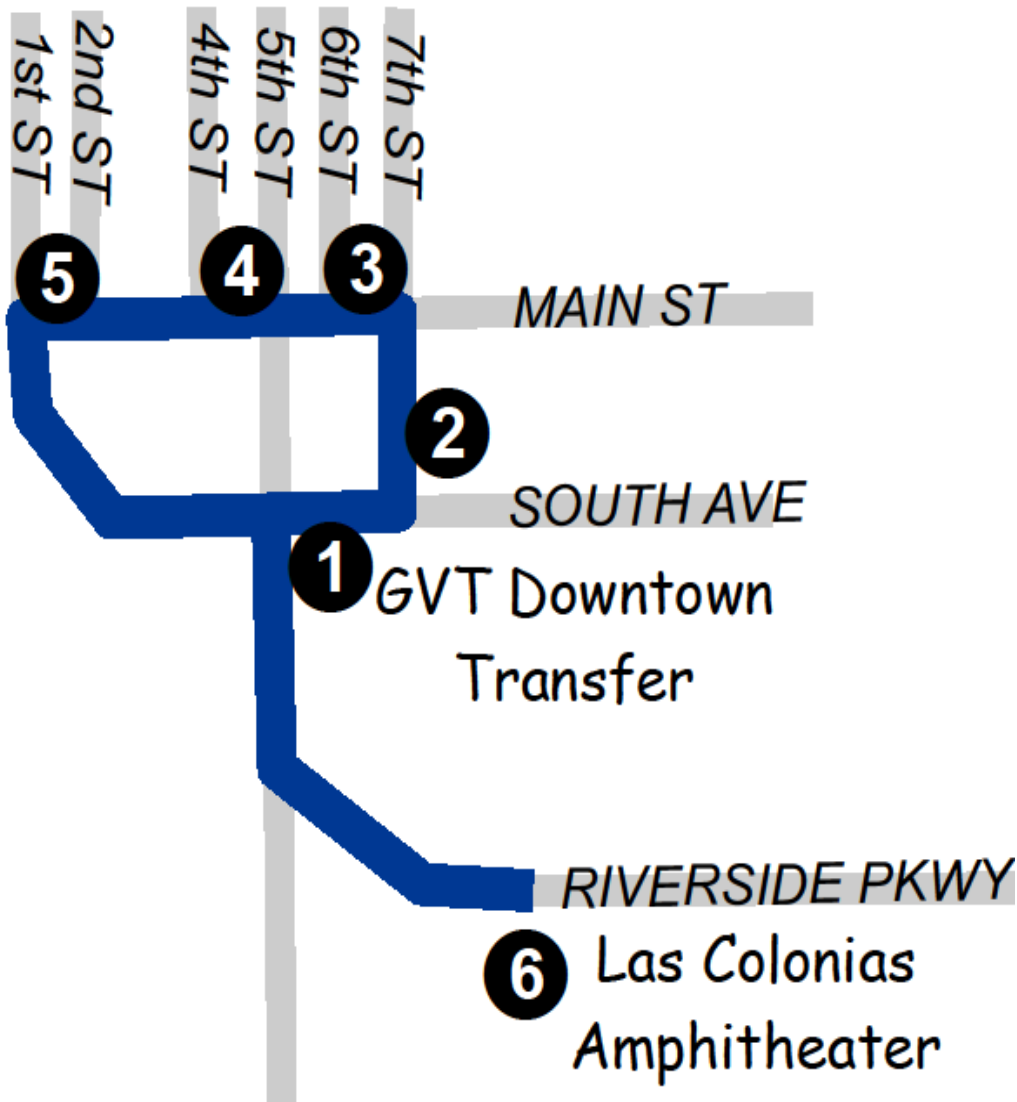 1st ST
2nd ST
4th ST
5th ST
6th ST
7th ST
5
4
3
MAIN ST
2
SOUTH AVE
1
GVT Downtown
Transfer
RIVERSIDE PKWY
6
Las Colonias
Amphitheater